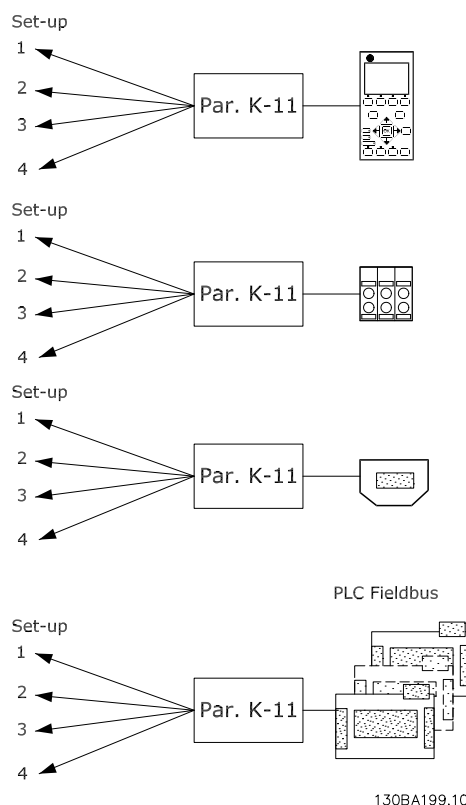 Set-up
1
2
3
4
Par. K-11
Set-up
1
2
3
4
Par. K-11
Set-up
1
2
3
4
Par. K-11
PLC Fieldbus
Set-up
1
2
3
4
Par. K-11
130BA199.10